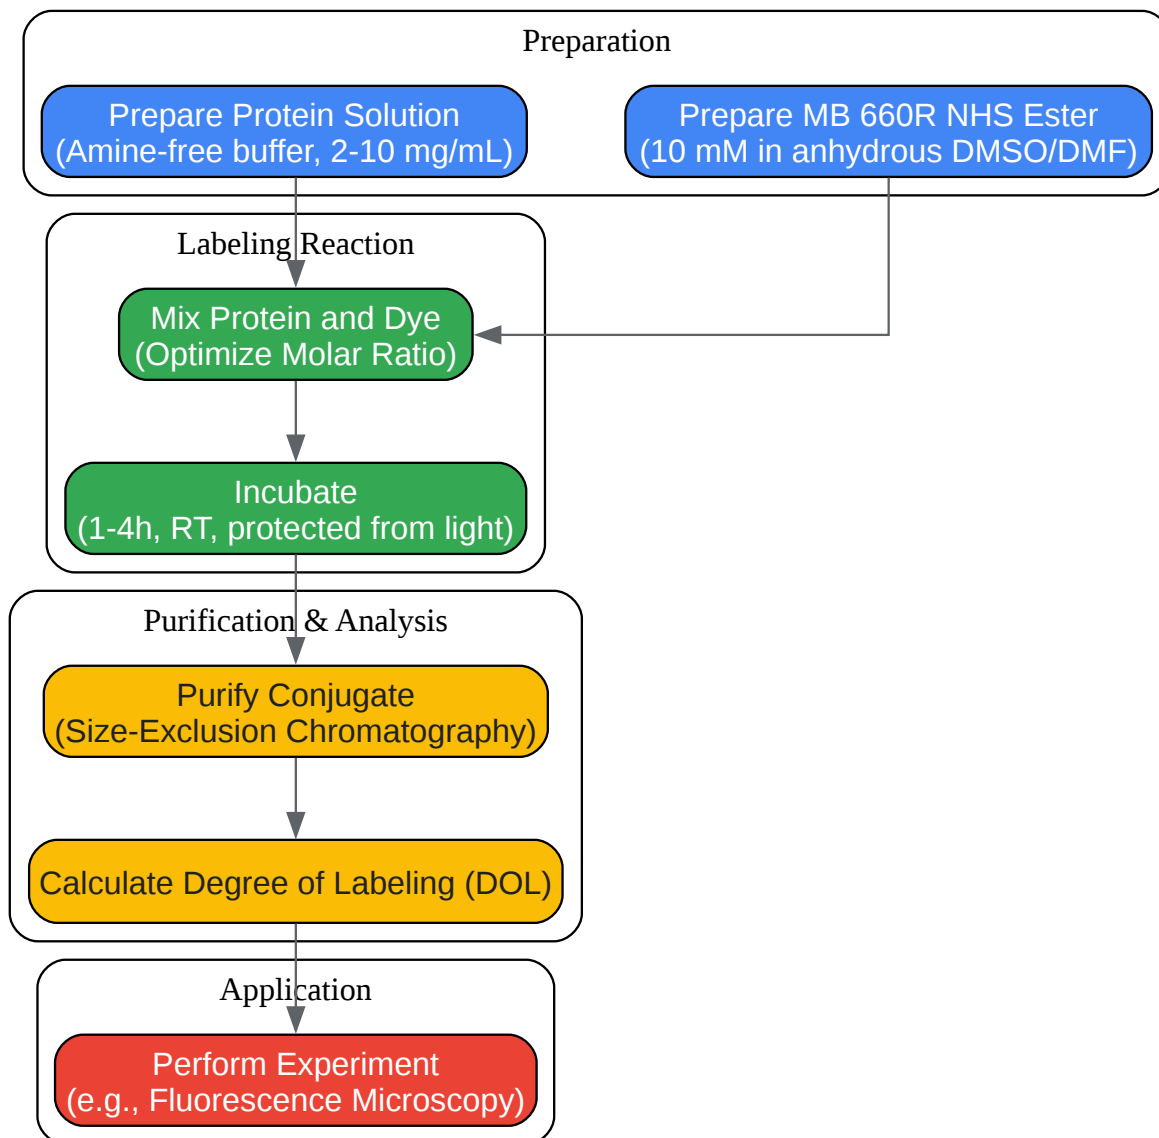 Preparation
Prepare Protein Solution
(Amine-free buffer, 2-10 mg/mL)
Prepare MB 660R NHS Ester
(10 mM in anhydrous DMSO/DMF)
Labeling Reaction
Mix Protein and Dye
(Optimize Molar Ratio)
Incubate
(1-4h, RT, protected from light)
Purification & Analysis
Purify Conjugate
(Size-Exclusion Chromatography)
Calculate Degree of Labeling (DOL)
Application
Perform Experiment
(e.g., Fluorescence Microscopy)